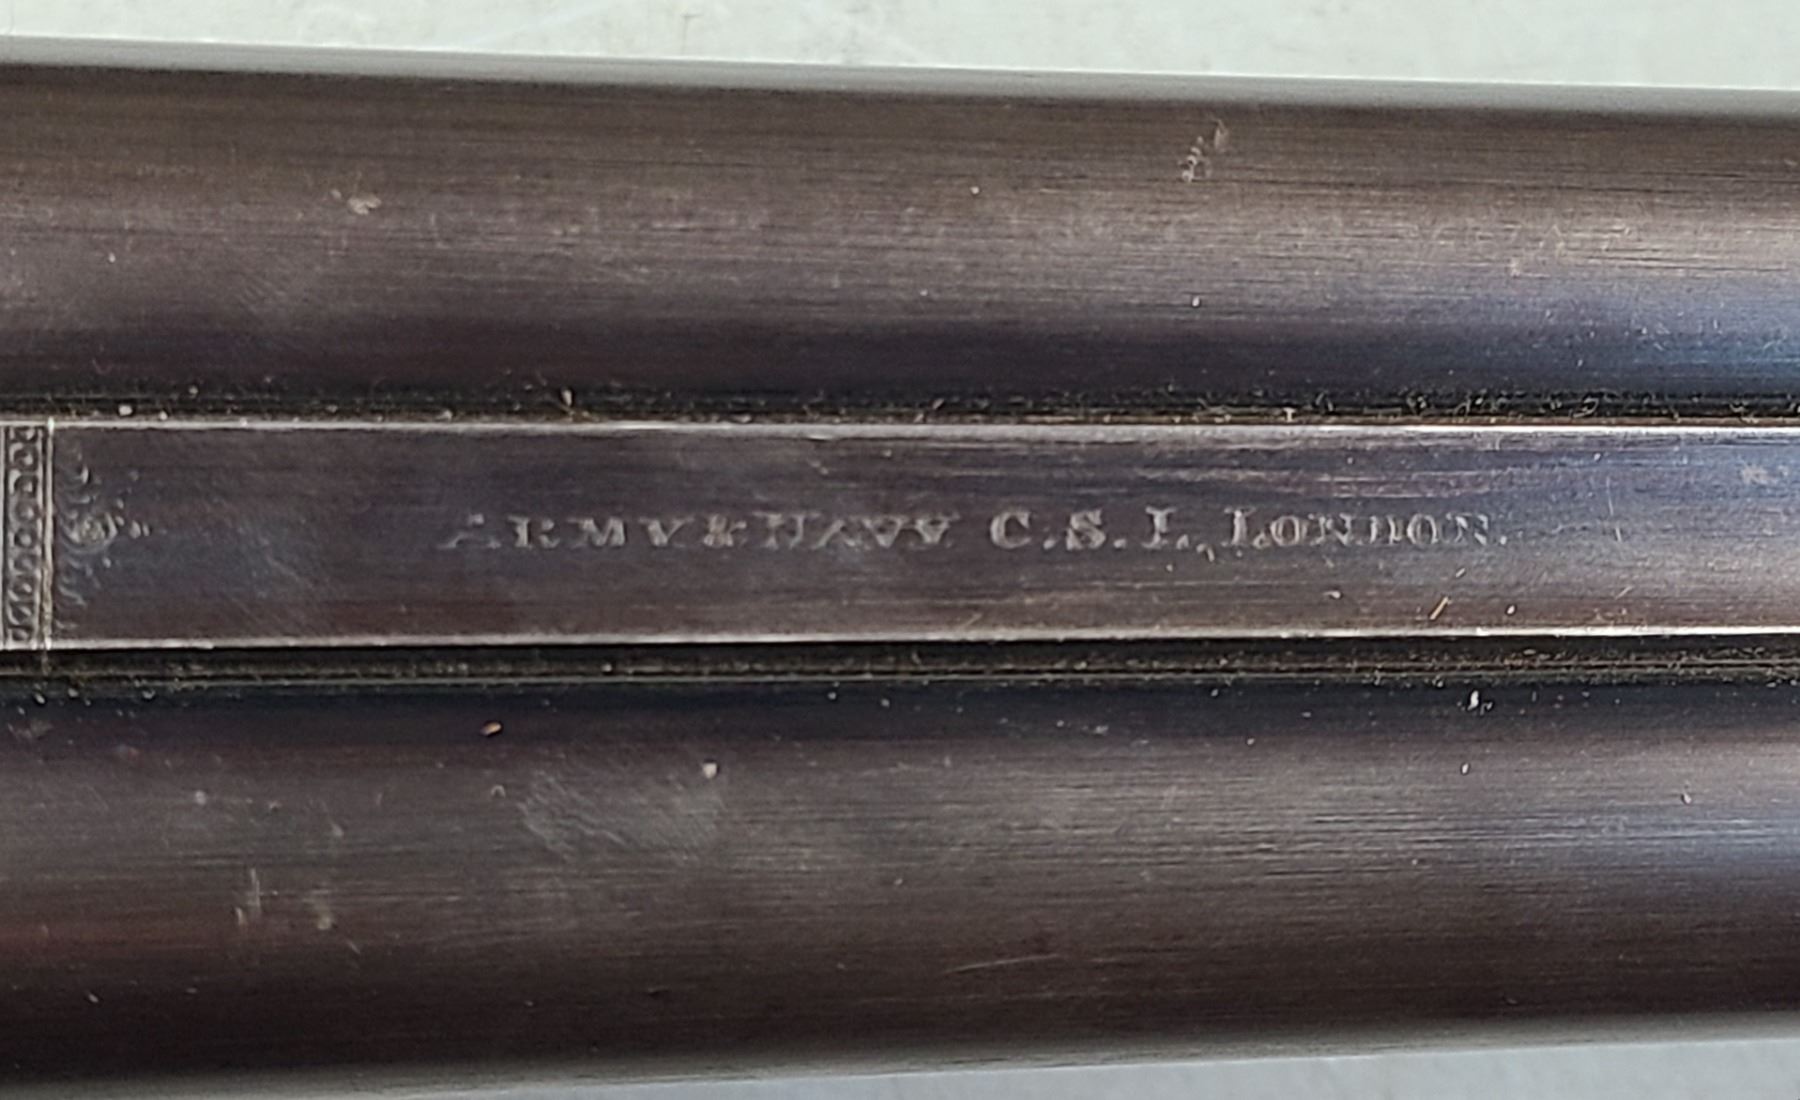 ARMY & NAVY C.S.L. LONDON.